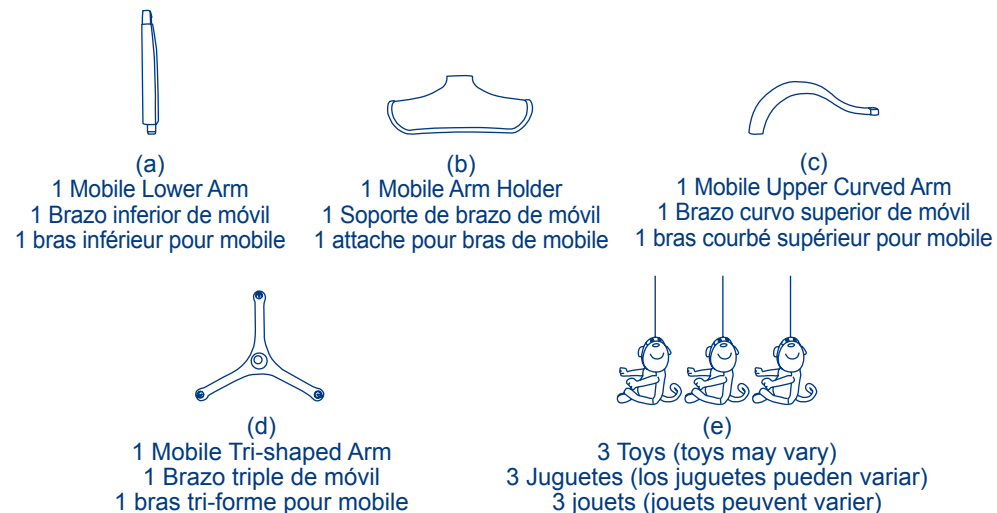 (a)
1 Mobile Lower Arm
1 Brazo inferior de móvil
1 bras inférieur pour mobile
(b)
1 Mobile Arm Holder
1 Soporte de brazo de móvil
1 attache pour bras de mobile
(c)
1 Mobile Upper Curved Arm
1 Brazo curvo superior de móvil
1 bras courbé supérieur pour mobile
(d)
1 Mobile Tri-shaped Arm
1 Brazo triple de móvil
1 bras tri-forme pour mobile
(e)
3 Toys (toys may vary)
3 Juguetes (los juguetes pueden variar)
3 jouets (jouets peuvent varier)